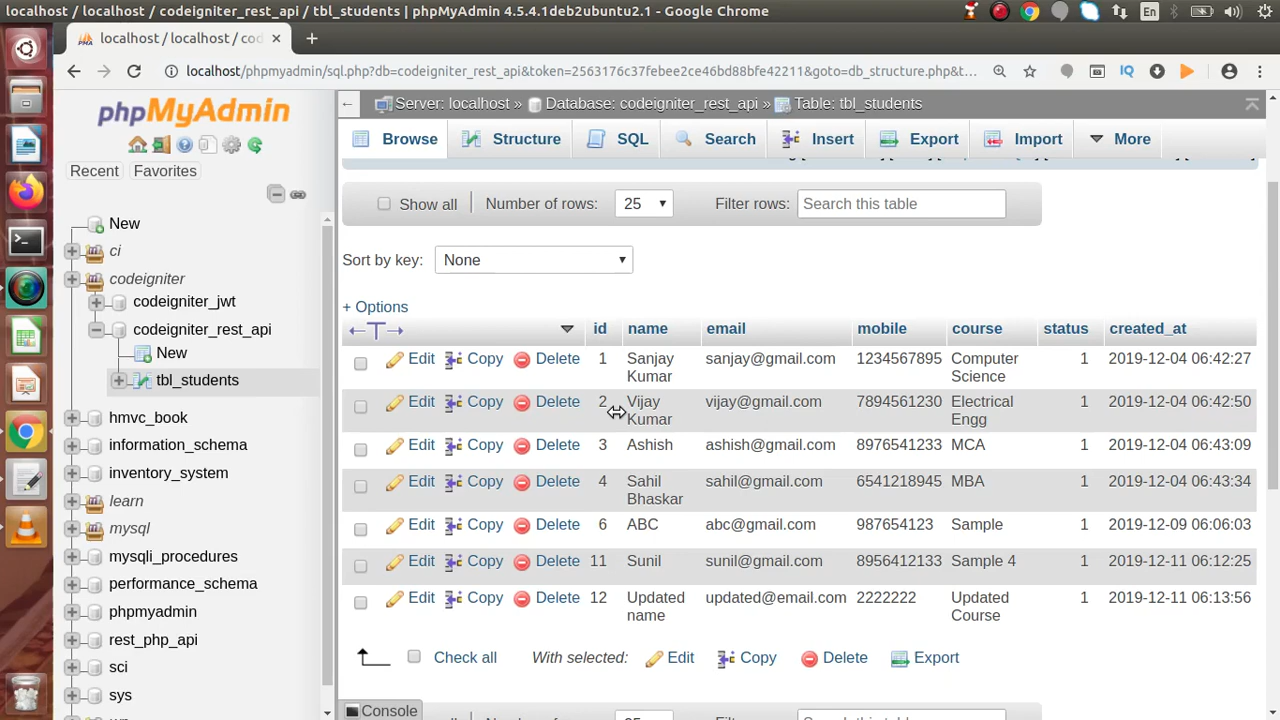 localhost / localhost / codeigniter_rest_api / tbl_students | phpMyAdmin 4.5.4.1deb2ubuntu2.1 - Google Chrome
En
localhost / localhost / cod
localhost/phpmyadmin/sql.php?db=codeigniter_rest_api&token=2563176c37febee2ce46bd38bfe42211&goto=db_structure.php&t...
IQ
phpMyAdmin
Recent Favorites
New
ci
codeigniter
codeigniter_jwt
codeigniter_rest_api
New
tbl_students
hmvc_book
information_schema
inventory_system
learn
mysql
mysqli_procedures
performance_schema
phpmyadmin
rest_php_api
sci
sys
Server: localhost » Database: codeigniter_rest_api » Table: tbl_students
Browse Structure SQL Search Insert Export Import More
Show all Number of rows: 25 Filter rows: Search this table
Sort by key: None
+ Options
id name email mobile course status created_at
Edit Copy Delete 1 Sanjay Kumar sanjay@gmail.com 1234567895 Computer Science 1 2019-12-04 06:42:27
Edit Copy Delete 2 Vijay Kumar vijay@gmail.com 7894561230 Electrical Engg 1 2019-12-04 06:42:50
Edit Copy Delete 3 Ashish ashish@gmail.com 8976541233 MCA 1 2019-12-04 06:43:09
Edit Copy Delete 4 Sahil Bhaskar sahil@gmail.com 6541218945 MBA 1 2019-12-04 06:43:34
Edit Copy Delete 6 ABC abc@gmail.com 987654123 Sample 1 2019-12-09 06:06:03
Edit Copy Delete 11 Sunil sunil@gmail.com 8956412133 Sample 4 1 2019-12-11 06:12:25
Edit Copy Delete 12 Updated name updated@email.com 2222222 Updated Course 1 2019-12-11 06:13:56
Check all With selected: Edit Copy Delete Export
Console